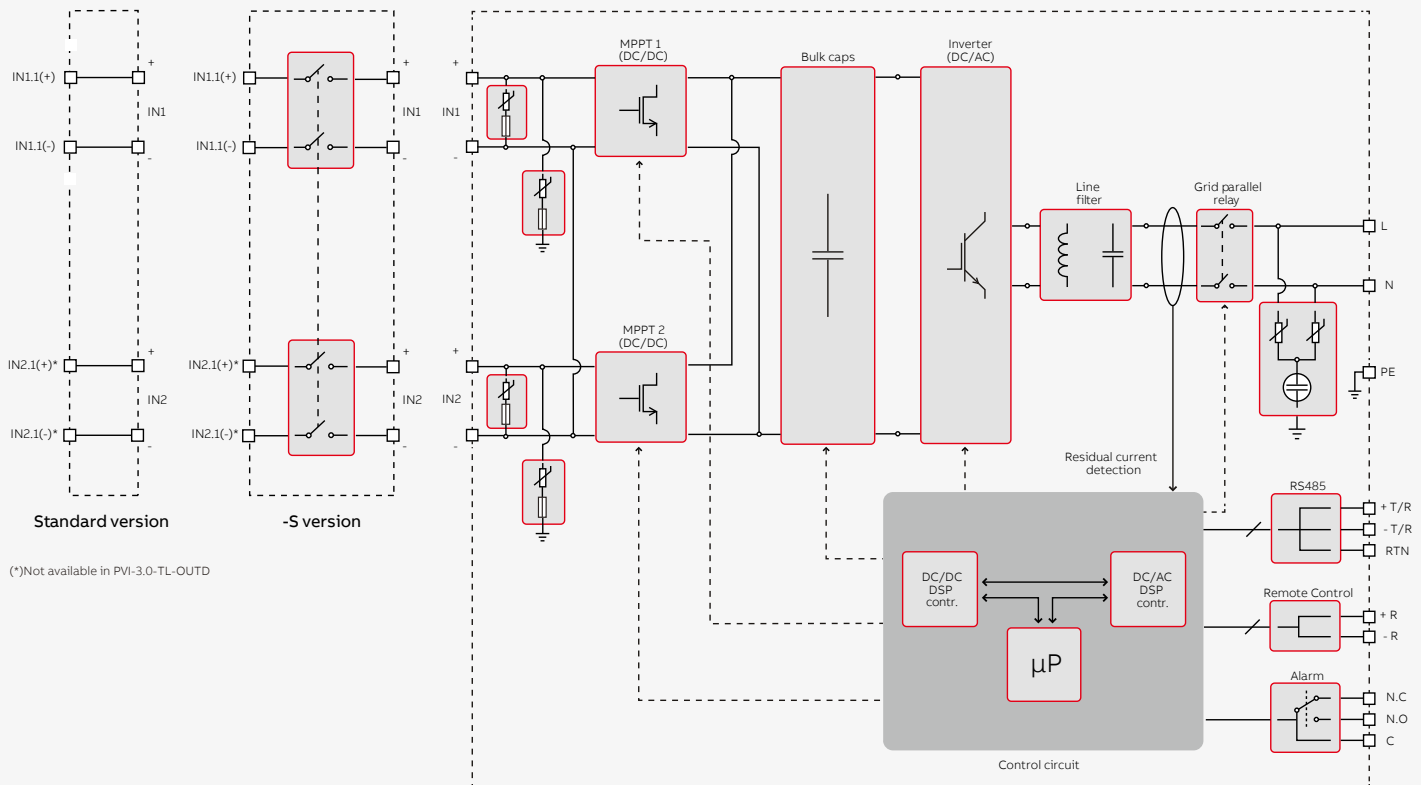 IN1.1(+)
+
IN1
IN1.1(-)
-
IN2.1(+)*
+
IN2
IN2.1(-)*
-
Standard version
(*)Not available in PVI-3.0-TL-OUTD
IN1.1(+)
+
IN1
IN1.1(-)
-
IN2.1(+)*
+
IN2
IN2.1(-)*
-
-S version
+
IN1
-
+
IN2
-
MPPT 1
(DC/DC)
MPPT 2
(DC/DC)
Bulk caps
Inverter
(DC/AC)
Line
filter
Grid parallel
relay
L
N
PE
Residual current
detection
DC/DC
DSP
contr.
DC/AC
DSP
contr.
µP
Control circuit
RS485
+ T/R
- T/R
RTN
Remote Control
+ R
- R
Alarm
N.C
N.O
C